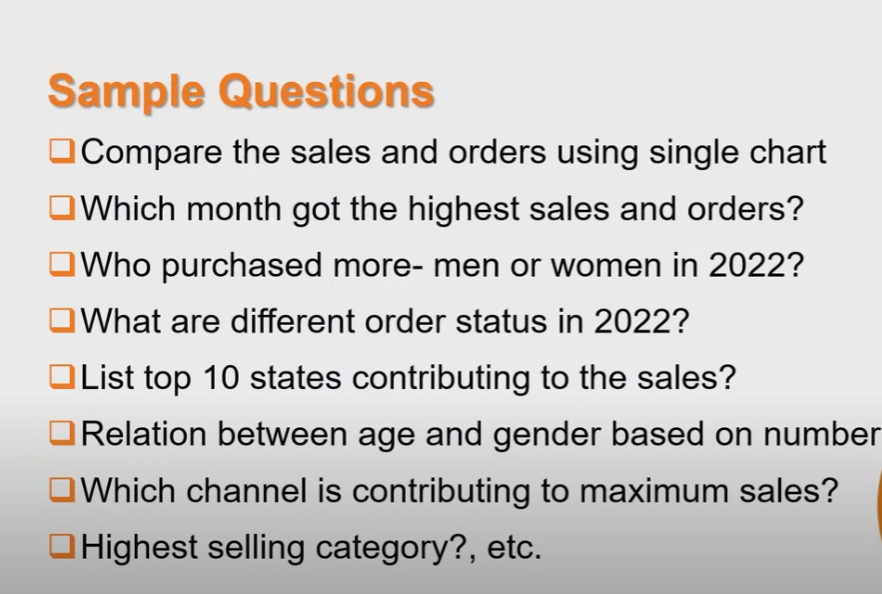 Sample Questions
Compare the sales and orders using single chart
Which month got the highest sales and orders?
Who purchased more- men or women in 2022?
What are different order status in 2022?
List top 10 states contributing to the sales?
Relation between age and gender based on number
Which channel is contributing to maximum sales?
Highest selling category?, etc.